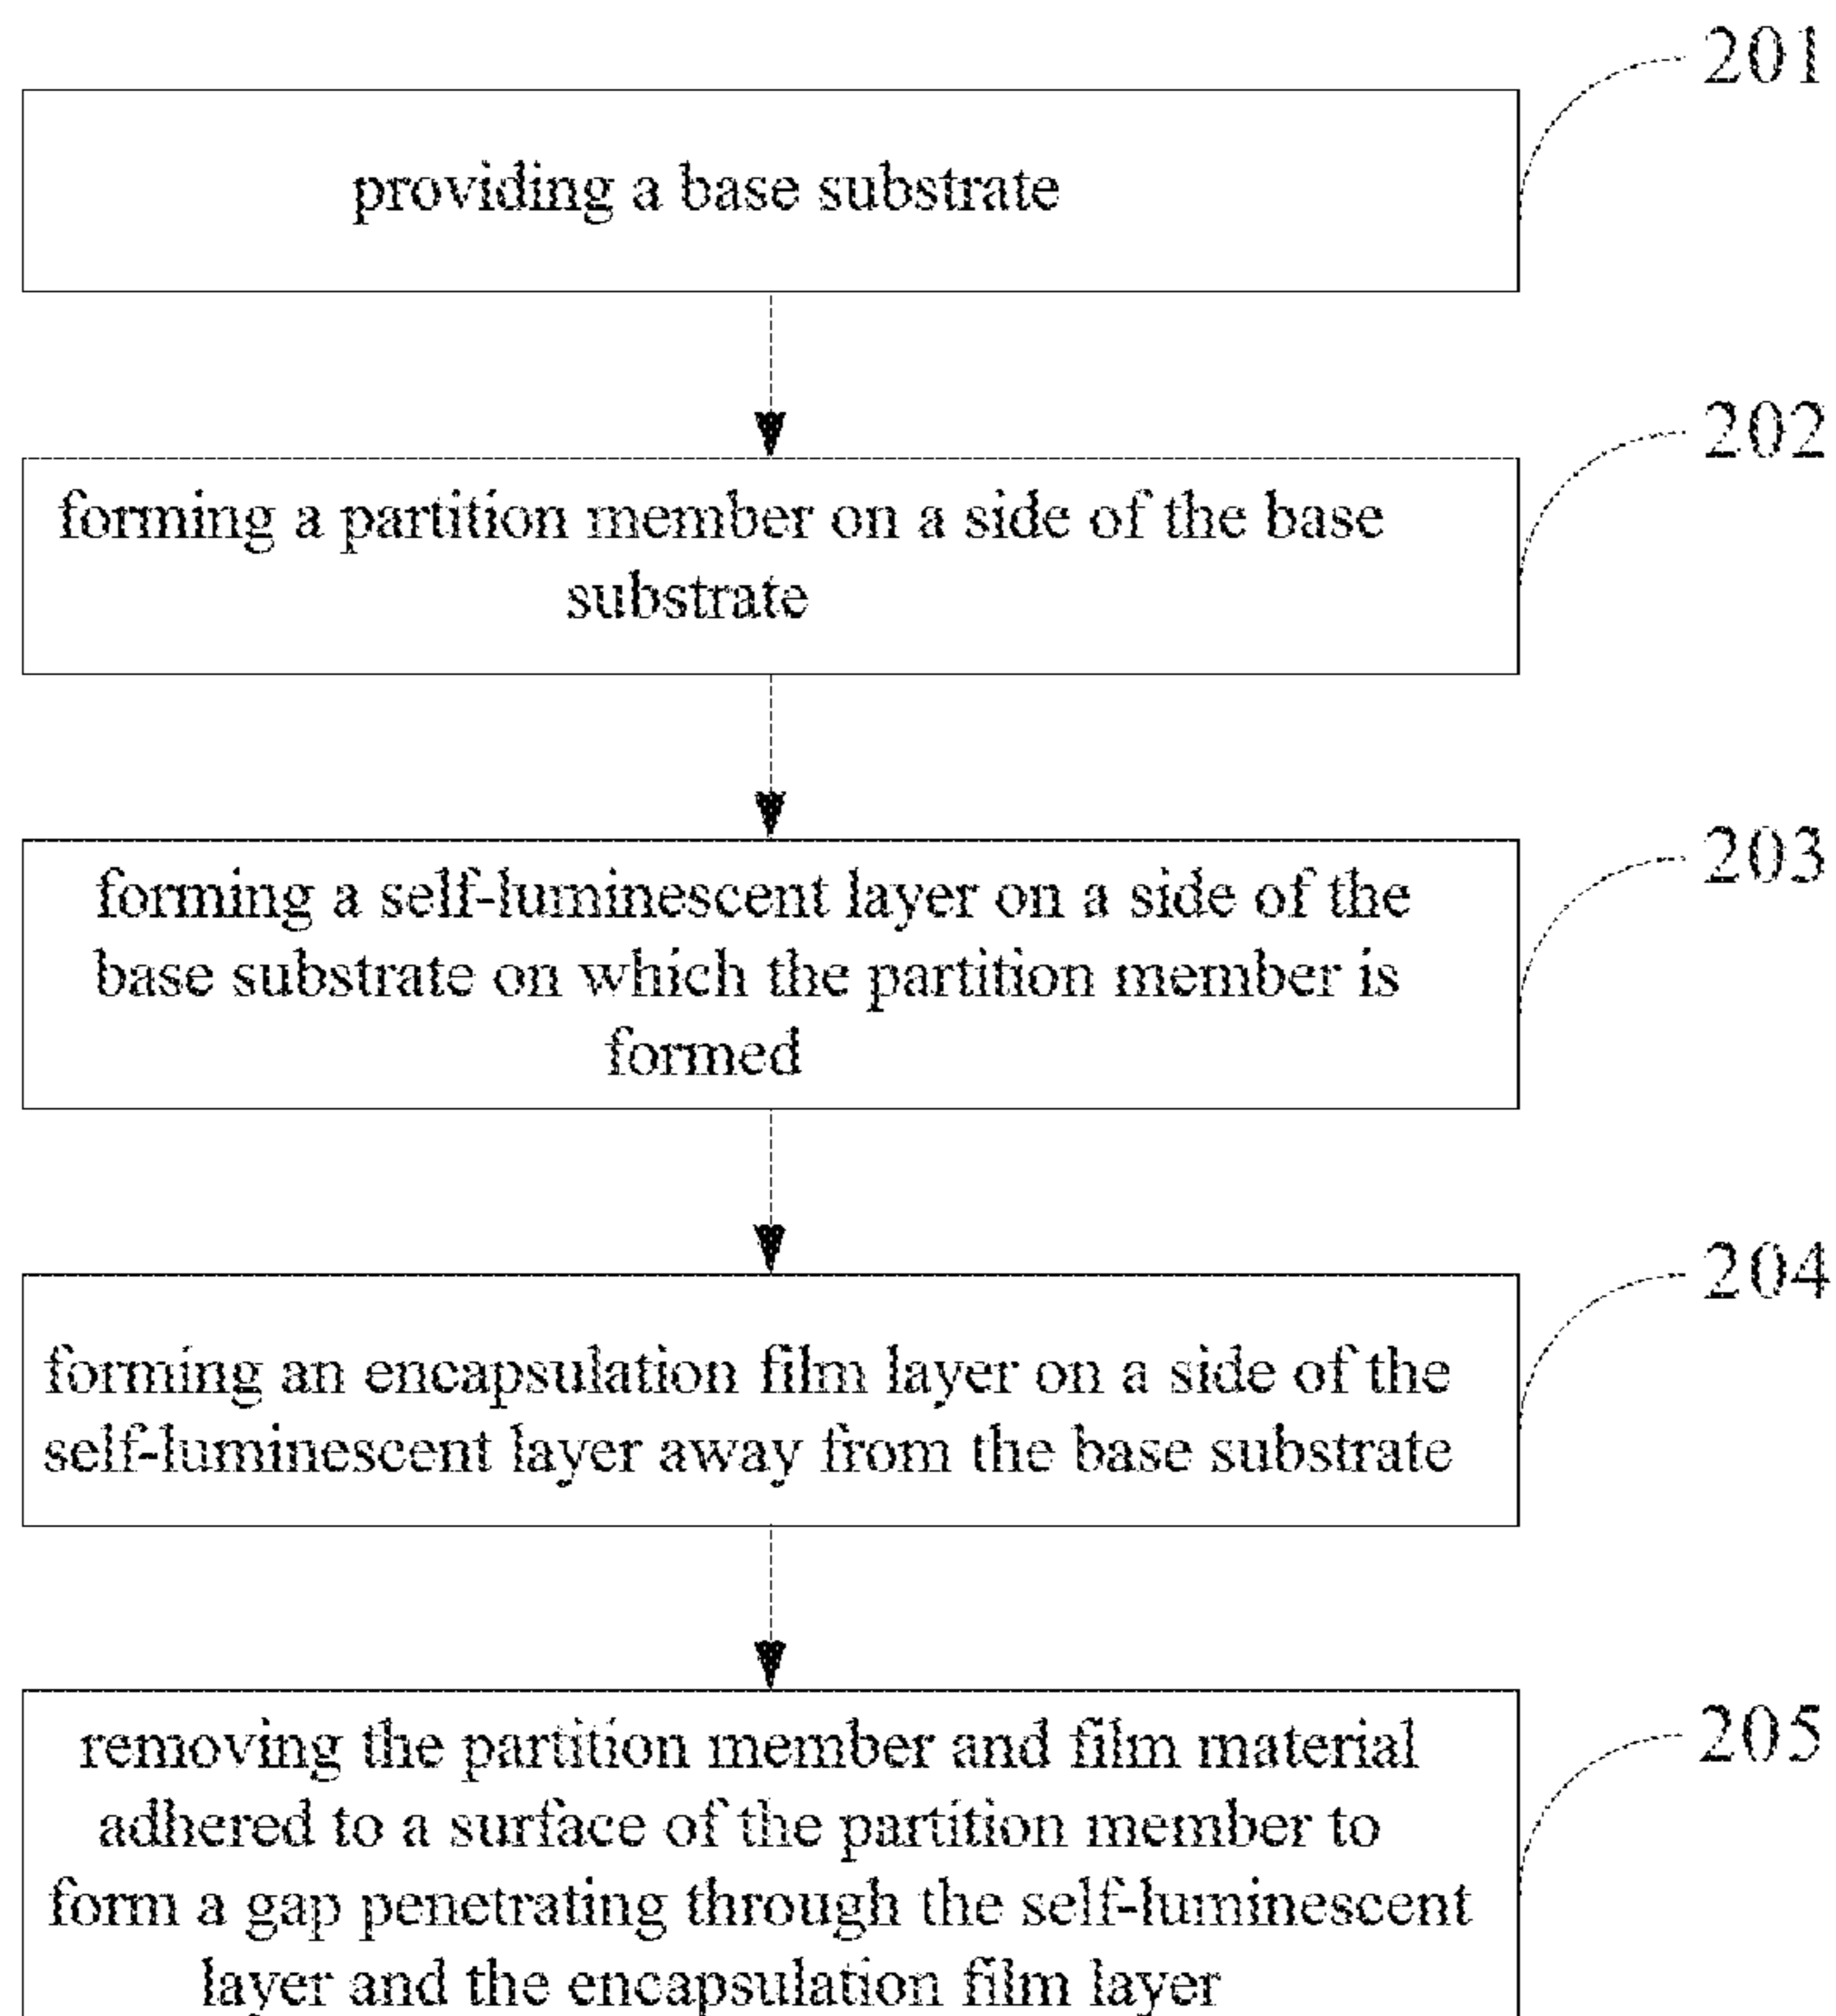 201
providing a base substrate
202
forming a partition member on a side of the base
substrate
203
forming a self-luminescent layer on a side of the
base substrate on which the partition member is
formed
204
forming an encapsulation film layer on a side of the
self-luminescent layer away from the base substrate
205
removing the partition member and film material
adhered to a surface of the partition member to
form a gap penetrating through the self-luminescent
layer and the encapsulation film layer